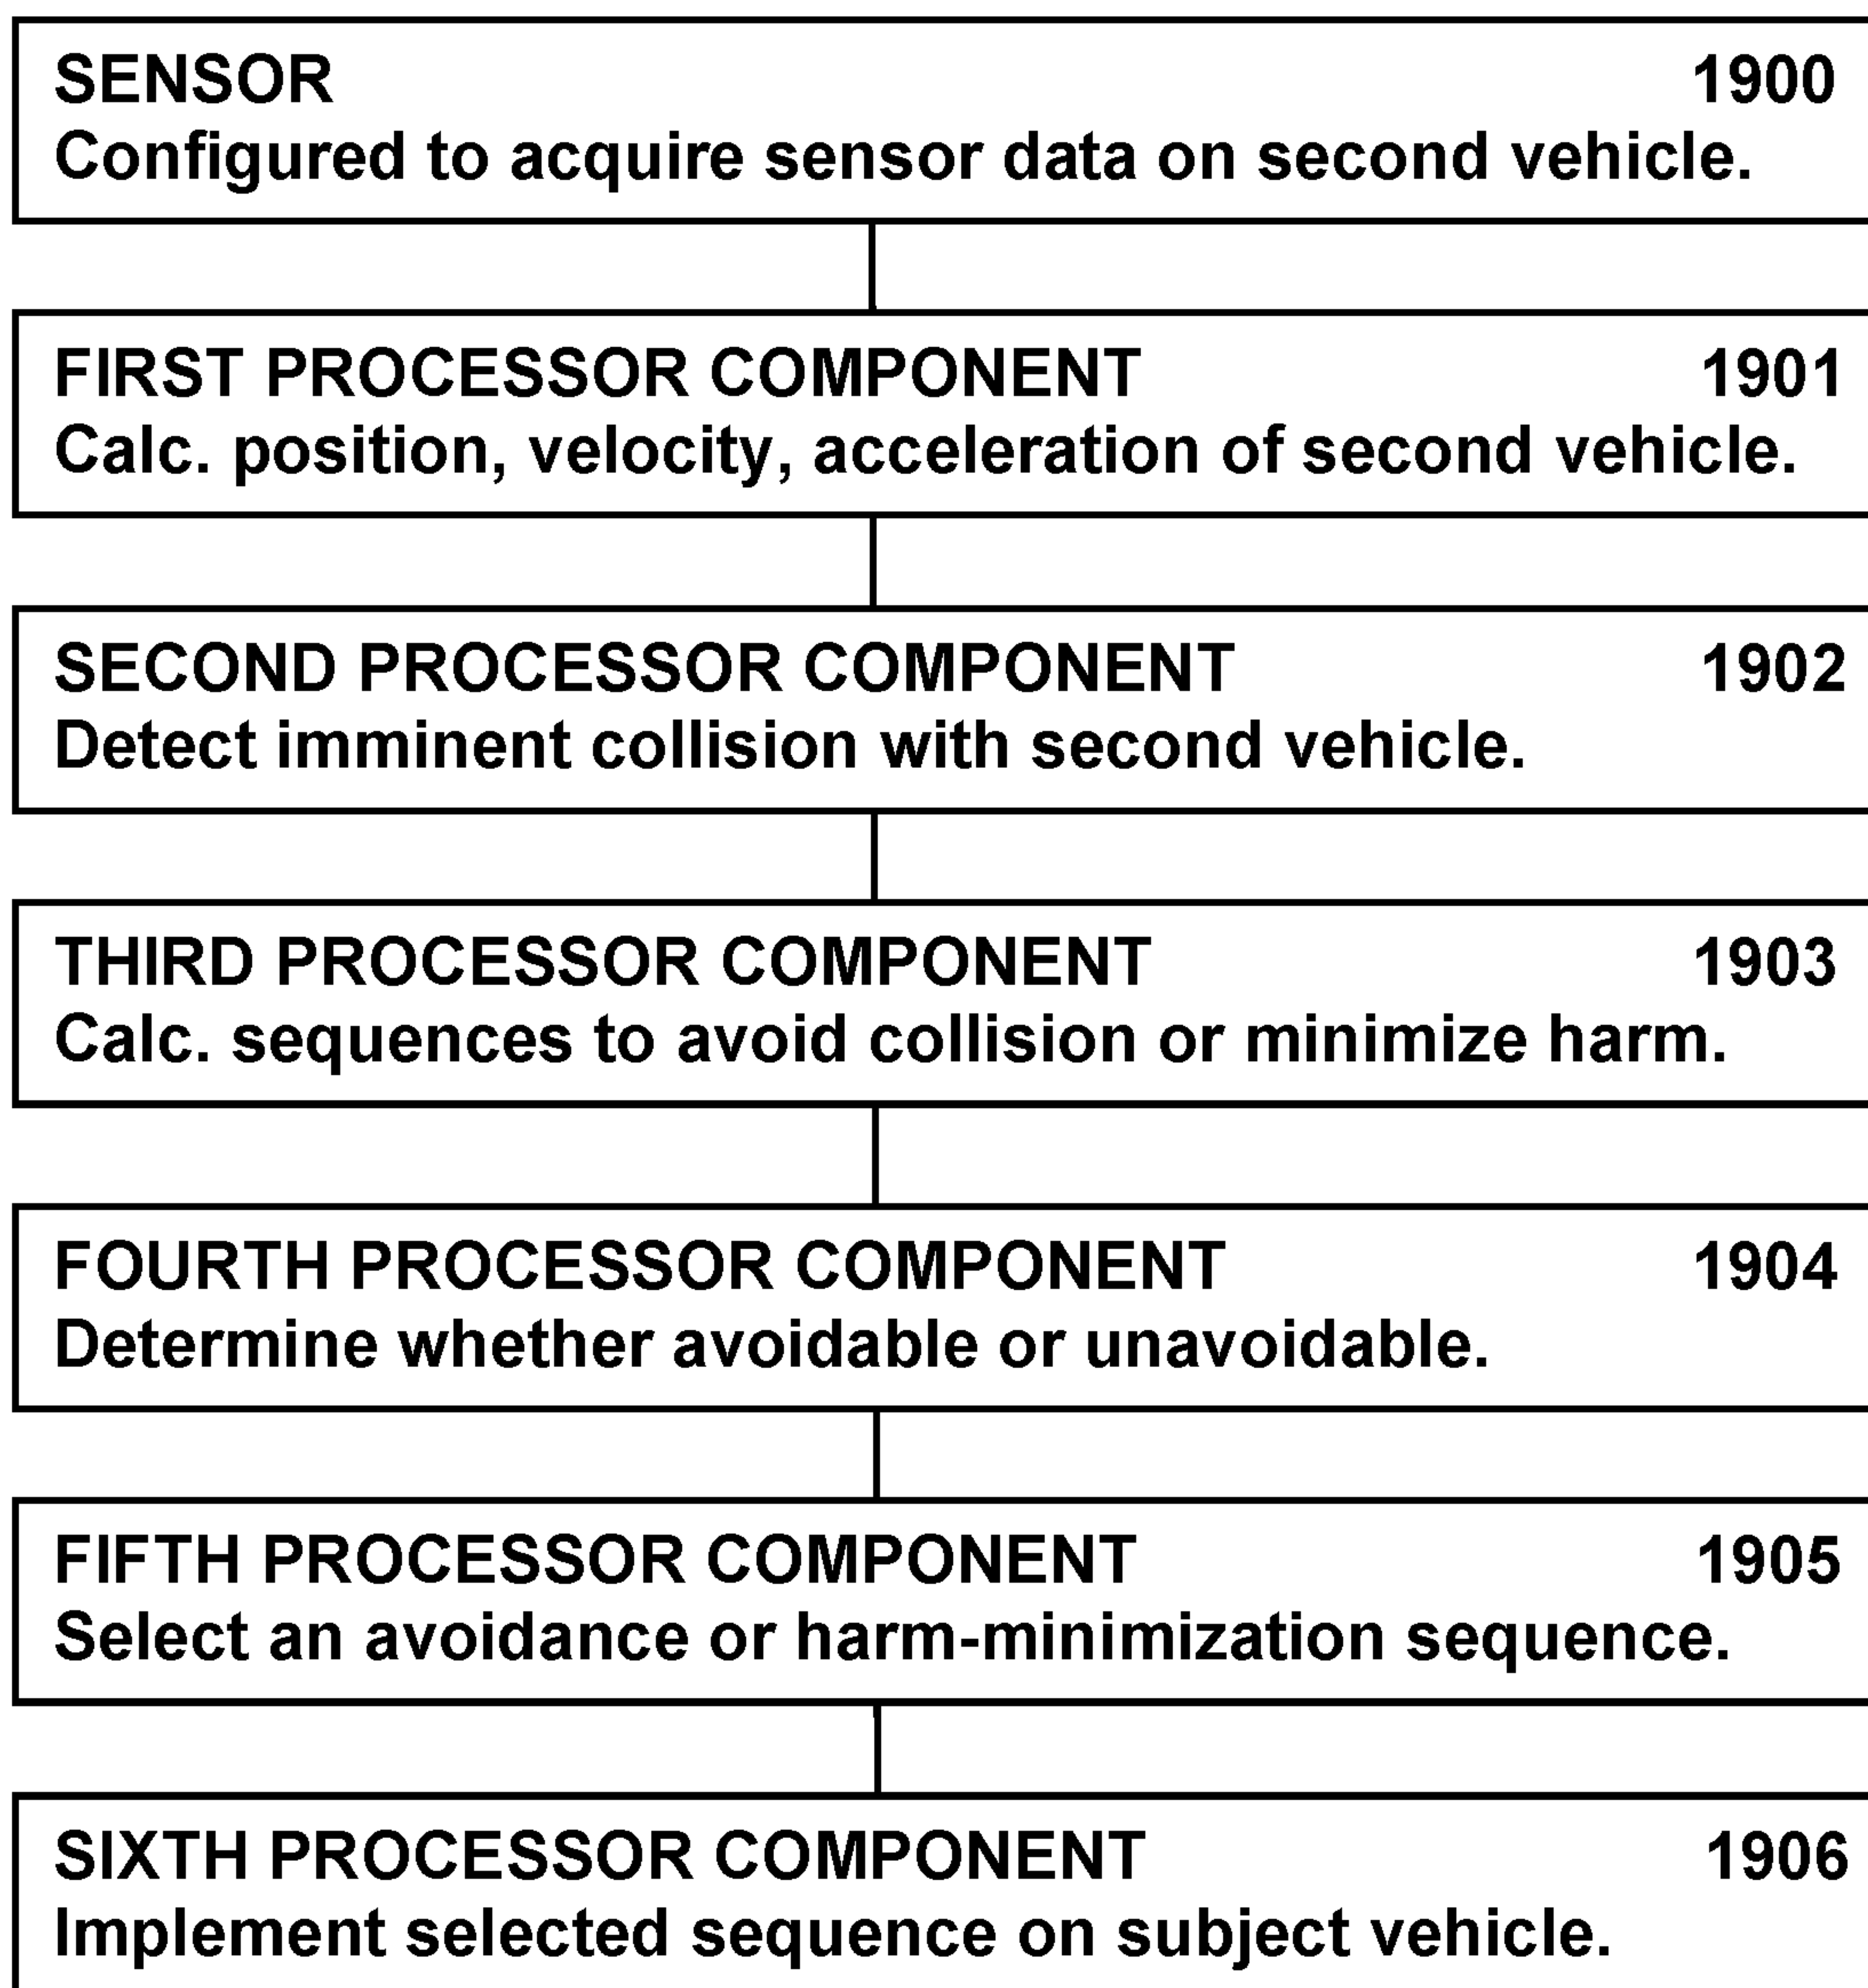 SENSOR 1900
Configured to acquire sensor data on second vehicle.
FIRST PROCESSOR COMPONENT 1901
Calc. position, velocity, acceleration of second vehicle.
SECOND PROCESSOR COMPONENT 1902
Detect imminent collision with second vehicle.
THIRD PROCESSOR COMPONENT 1903
Calc. sequences to avoid collision or minimize harm.
FOURTH PROCESSOR COMPONENT 1904
Determine whether avoidable or unavoidable.
FIFTH PROCESSOR COMPONENT 1905
Select an avoidance or harm-minimization sequence.
SIXTH PROCESSOR COMPONENT 1906
Implement selected sequence on subject vehicle.